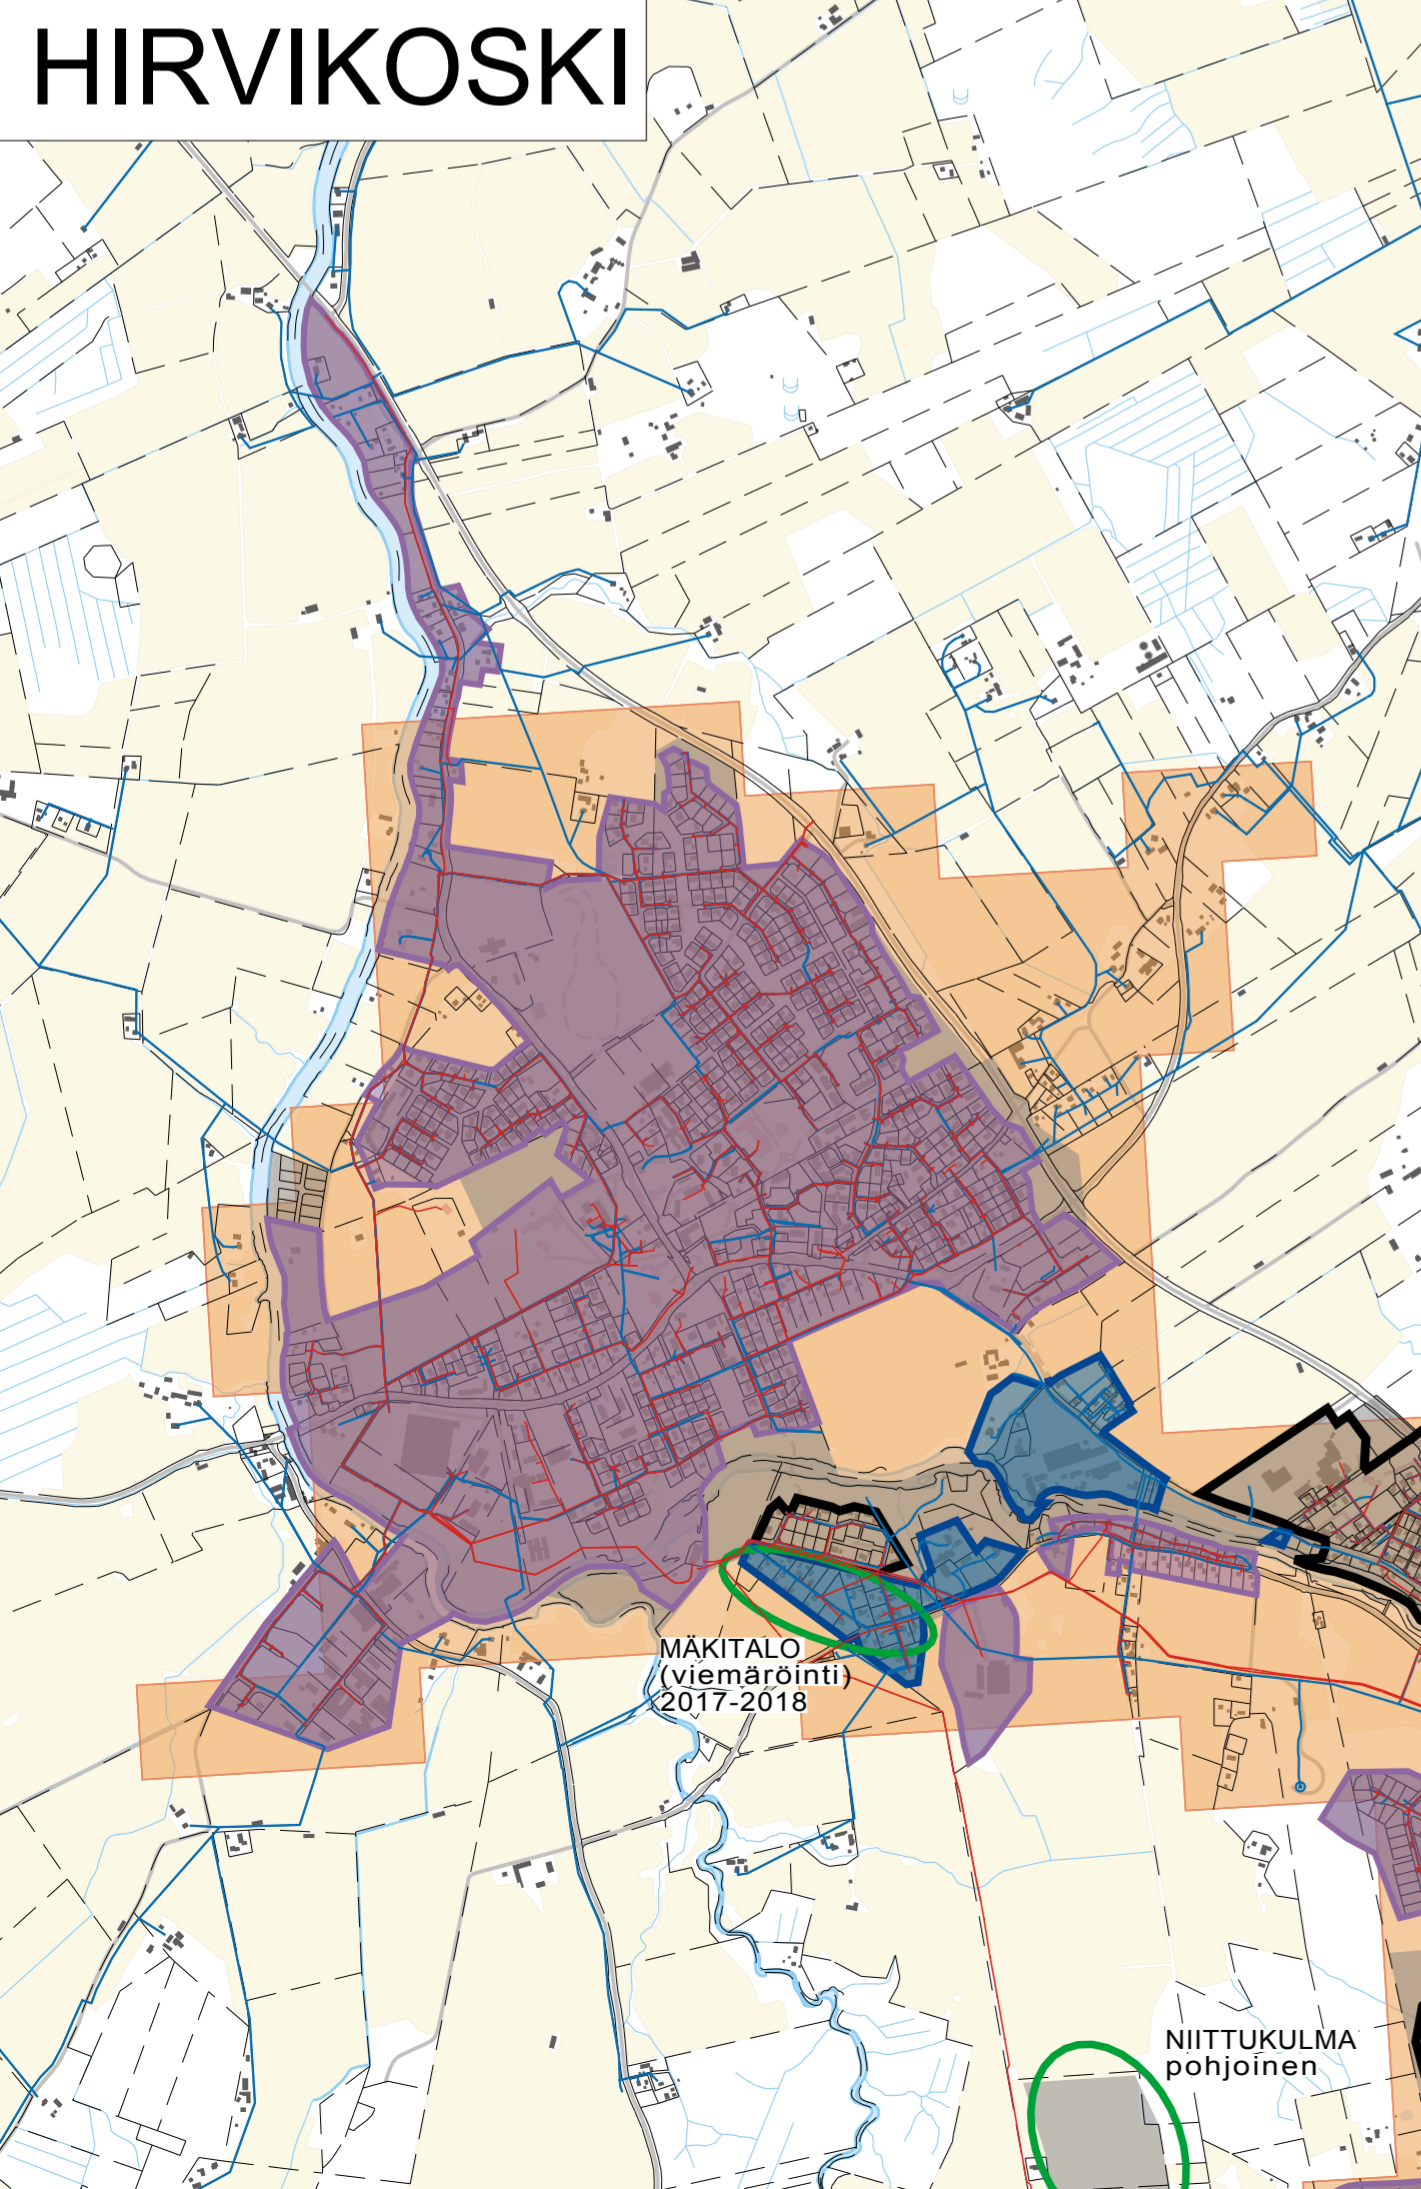 HIRVIKOSKI
MÄKITALO
(viemäröinti)
2017-2018
NIITTUKULMA
pohjoinen